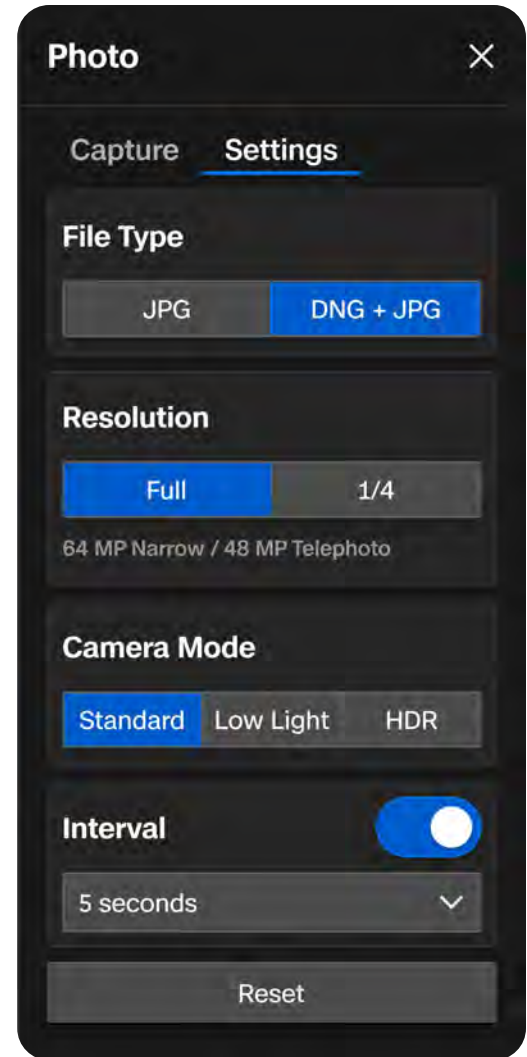 Photo
Capture Settings
File Type
JPG DNG + JPG
Resolution
Full 1/4
64 MP Narrow / 48 MP Telephoto
Camera Mode
Standard Low Light HDR
Interval
5 seconds
Reset